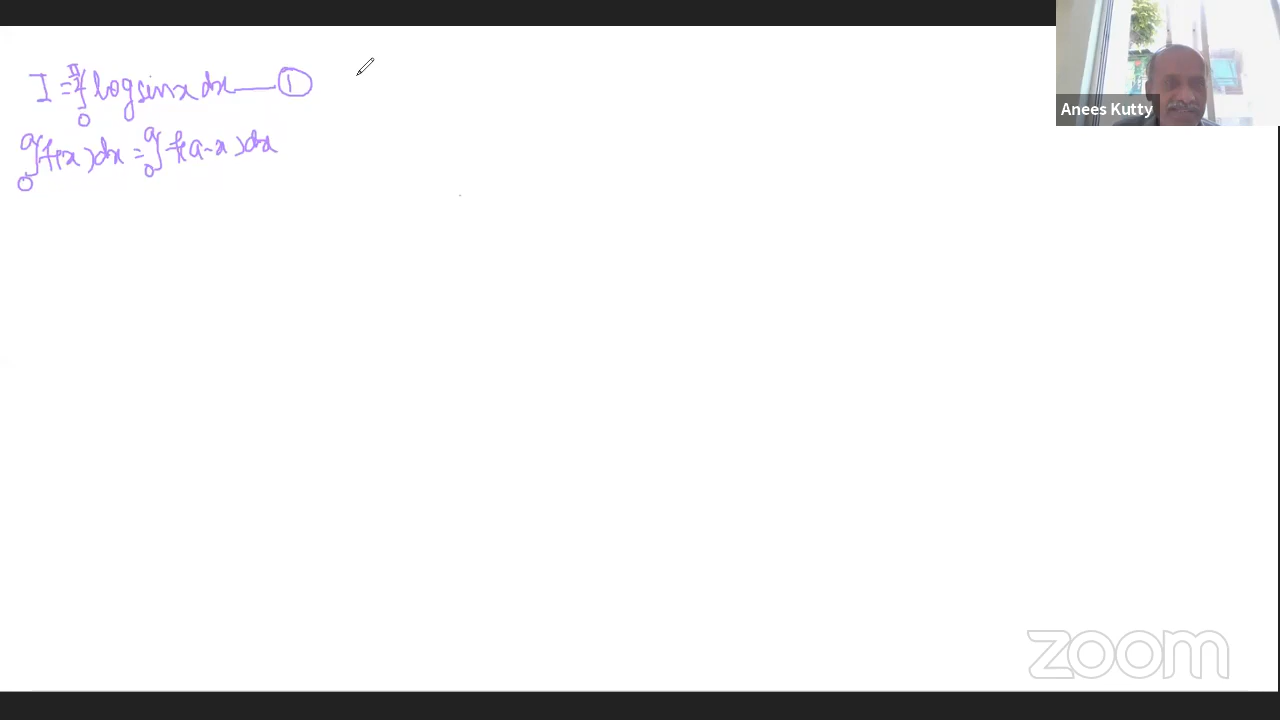 I = ∫₀^π/2 log sin x dx —— ①
∫₀^a f(x) dx = ∫₀^a f(a-x) dx
Anees Kutty
zoom